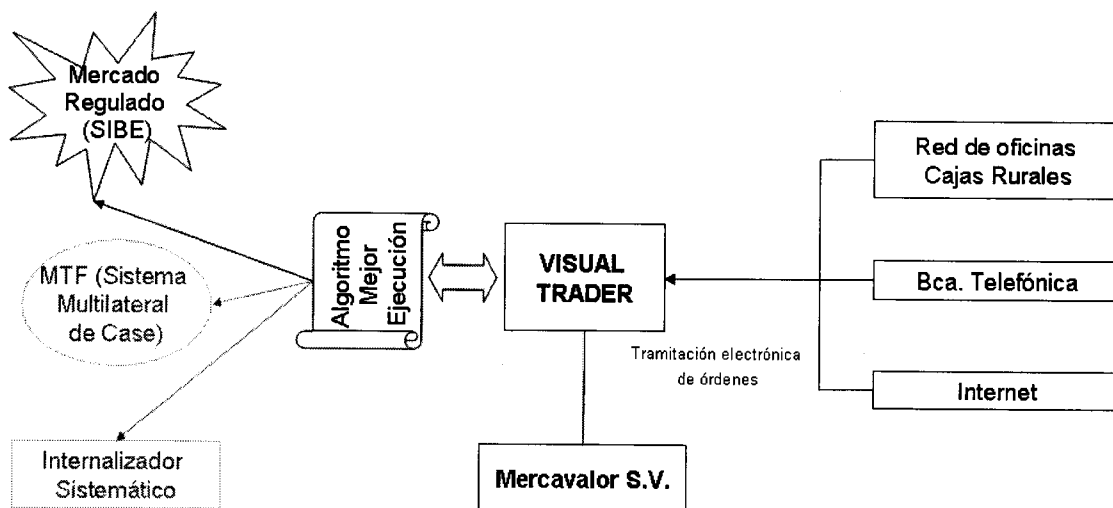 Mercado
Regulado
(SIBE)
MTF (Sistema
Multilateral
de Case)
Internalizador
Sistemático
Algoritmo
Mejor
Ejecución
VISUAL
TRADER
Mercavalor S.V.
Tramitación electrónica
de órdenes
Red de oficinas
Cajas Rurales
Bca. Telefónica
Internet